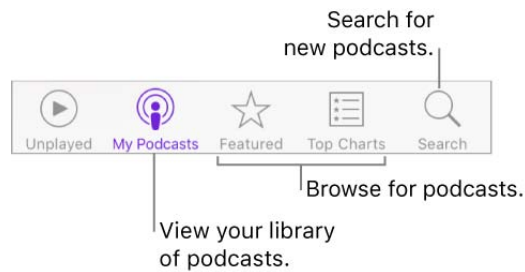 Search for
new podcasts.
Unplayed
My Podcasts
Featured
Top Charts
Search
Browse for podcasts.
View your library
of podcasts.